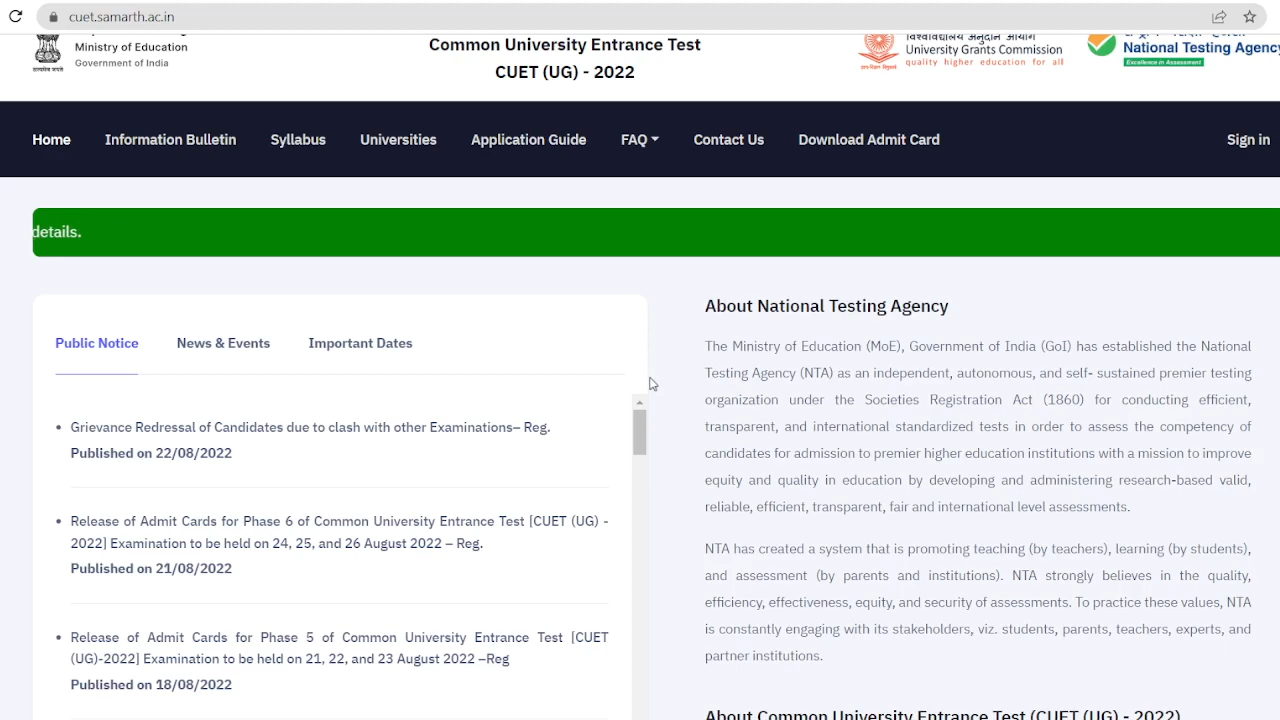 cuet.samarth.ac.in
Ministry of Education
Government of India
Common University Entrance Test
CUET (UG) - 2022
विश्वविद्यालय अनुदान आयोग
University Grants Commission
quality higher education for all
National Testing Agency
Excellence in Assessment
Home
Information Bulletin
Syllabus
Universities
Application Guide
FAQ
Contact Us
Download Admit Card
Sign in
details.
Public Notice
News & Events
Important Dates
Grievance Redressal of Candidates due to clash with other Examinations– Reg.
Published on 22/08/2022
Release of Admit Cards for Phase 6 of Common University Entrance Test [CUET (UG) -
2022] Examination to be held on 24, 25, and 26 August 2022 – Reg.
Published on 21/08/2022
Release of Admit Cards for Phase 5 of Common University Entrance Test [CUET
(UG)-2022] Examination to be held on 21, 22, and 23 August 2022 –Reg
Published on 18/08/2022
About National Testing Agency
The Ministry of Education (MoE), Government of India (GoI) has established the National
Testing Agency (NTA) as an independent, autonomous, and self- sustained premier testing
organization under the Societies Registration Act (1860) for conducting efficient,
transparent, and international standardized tests in order to assess the competency of
candidates for admission to premier higher education institutions with a mission to improve
equity and quality in education by developing and administering research-based valid,
reliable, efficient, transparent, fair and international level assessments.
NTA has created a system that is promoting teaching (by teachers), learning (by students),
and assessment (by parents and institutions). NTA strongly believes in the quality,
efficiency, effectiveness, equity, and security of assessments. To practice these values, NTA
is constantly engaging with its stakeholders, viz. students, parents, teachers, experts, and
partner institutions.
About Common University Entrance Test (CUET (UG) - 2022)